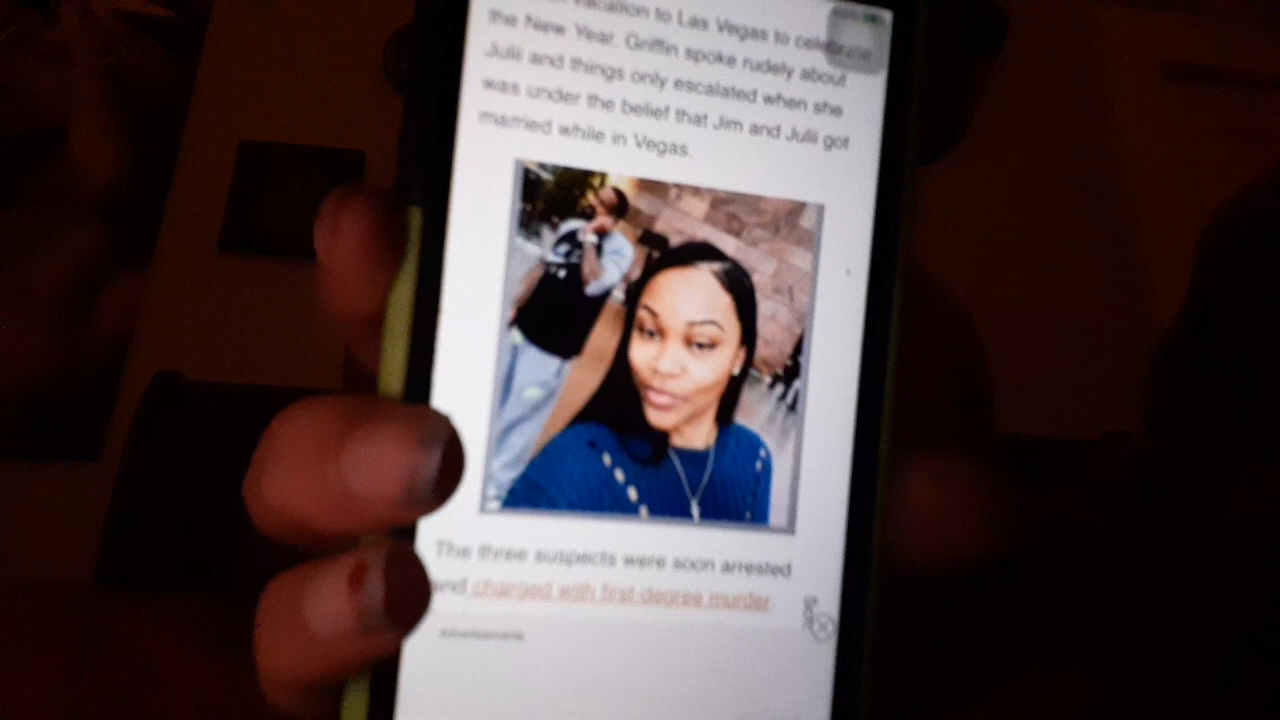 vacation to Las Vegas to celebrate
the New Year. Griffin spoke rudely about
Julii and things only escalated when she
was under the belief that Jim and Julii got
married while in Vegas.
The three suspects were soon arrested
and charged with first-degree murder.